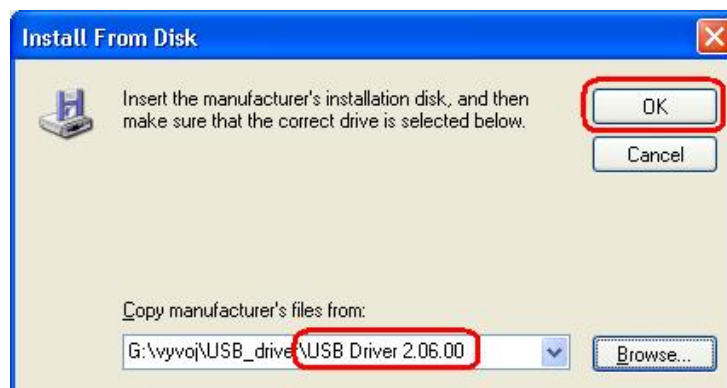 Install From Disk
Insert the manufacturer's installation disk, and then
make sure that the correct drive is selected below.
OK
Cancel
Copy manufacturer's files from:
G:\vyvoj\USB_driver\USB Driver 2.06.00
Browse...